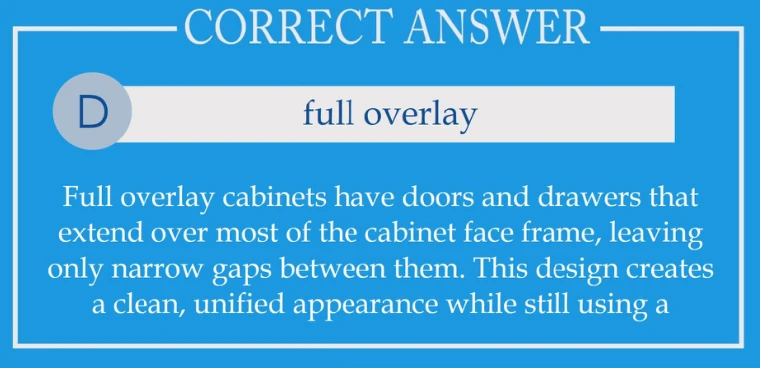 CORRECT ANSWER
D
full overlay
Full overlay cabinets have doors and drawers that
extend over most of the cabinet face frame, leaving
only narrow gaps between them. This design creates
a clean, unified appearance while still using a